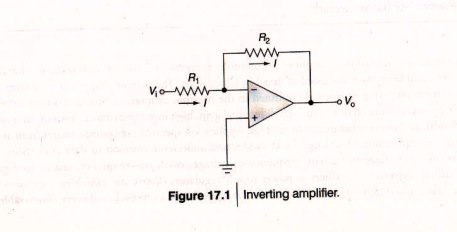 R2
I
R1
Vi
I
−
+
Vo
Figure 17.1 | Inverting amplifier.